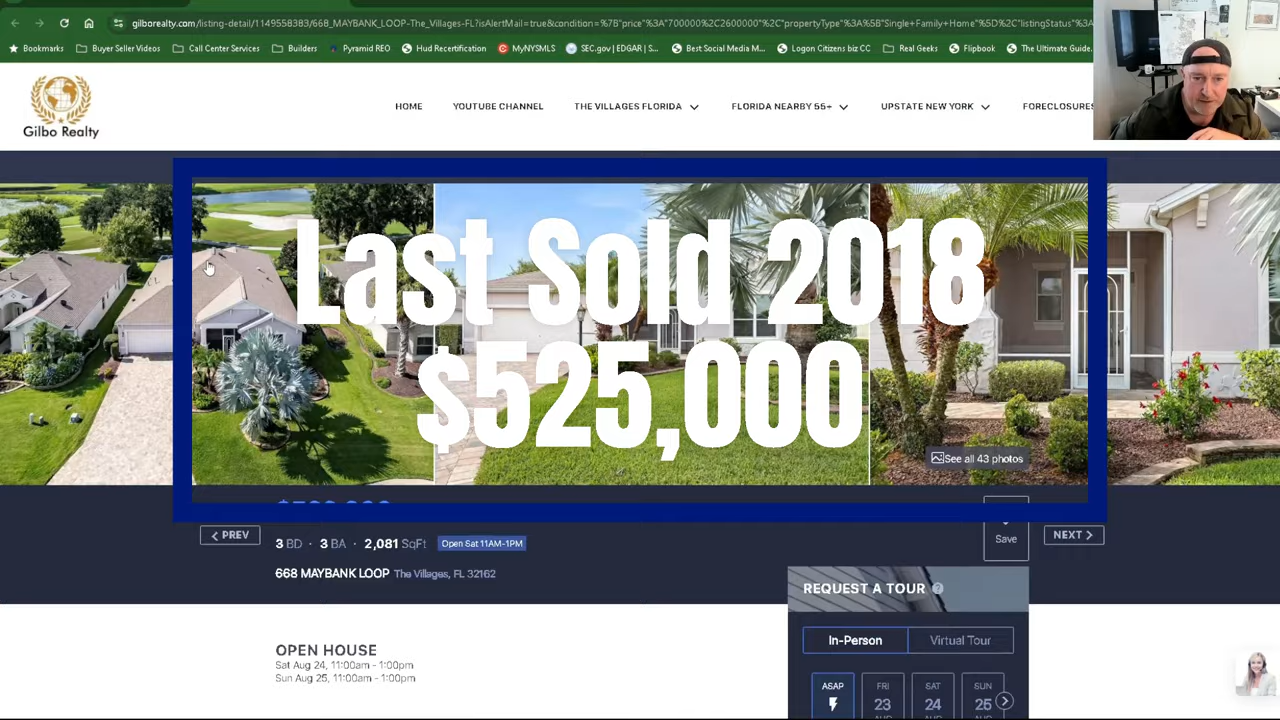 gilborealty.com/listing-detail/1149558383/668_MAYBANK_LOOP-The_Villages-FL?isAlertMail=true&condition=%7B"price"%3A"700000%2C2600000"%2C"propertyType"%3A%5B"Single+Family+Home"%5D%2C"listingStatus"%3A
Bookmarks
Buyer Seller Videos
Call Center Services
Builders
Pyramid REO
Hud Recertification
MyNYSMLS
SEC.gov | EDGAR | S...
Best Social Media M...
Logon Citizens biz CC
Real Geeks
Flipbook
The Ultimate Guide.
Gilbo Realty
HOME
YOUTUBE CHANNEL
THE VILLAGES FLORIDA
FLORIDA NEARBY 55+
UPSTATE NEW YORK
FORECLOSURES
Last Sold 2018
$525,000
See all 43 photos
PREV
3 BD · 3 BA · 2,081 SqFt
Open Sat 11AM-1PM
Save
NEXT
668 MAYBANK LOOP The Villages, FL 32162
REQUEST A TOUR
In-Person
Virtual Tour
OPEN HOUSE
Sat Aug 24, 11:00am - 1:00pm
Sun Aug 25, 11:00am - 1:00pm
ASAP
FRI
SAT
SUN
23
24
25